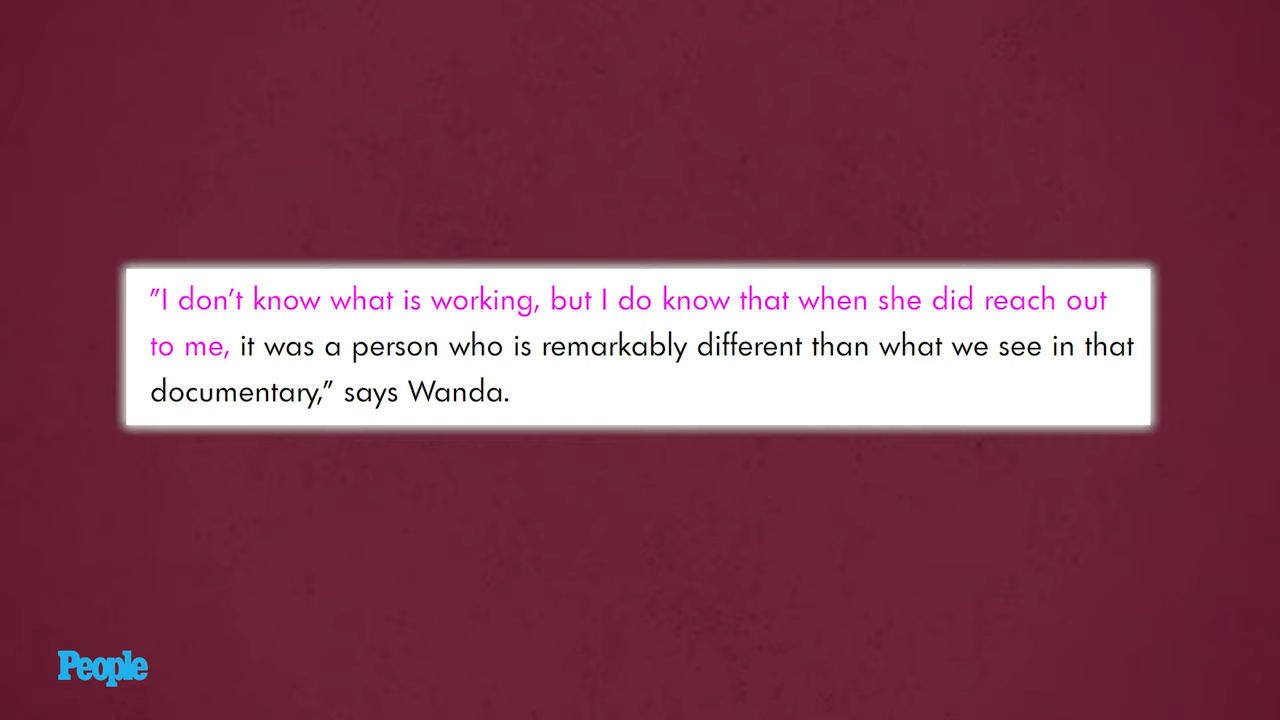 ”I don’t know what is working, but I do know that when she did reach out
to me, it was a person who is remarkably different than what we see in that
documentary,” says Wanda.
People